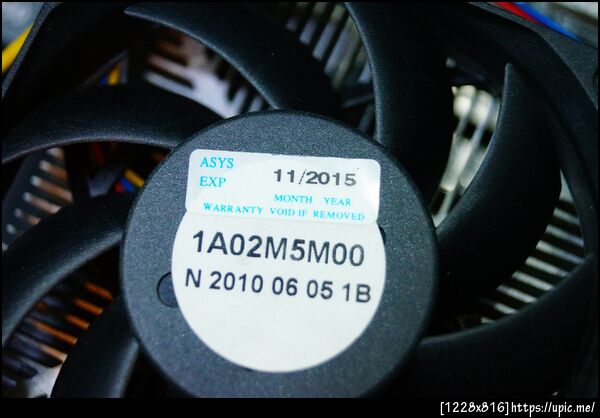 ASYS
EXP
11/2015
MONTH YEAR
WARRANTY VOID IF REMOVED
1A02M5M00
N 2010 06 05 1B
[1228x816]https://upic.me/